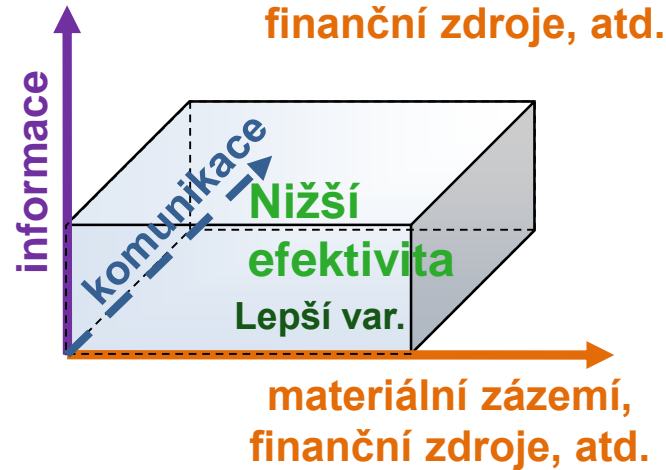 finanční zdroje, atd.
informace
komunikace
Nižší
efektivita
Lepší var.
materiální zázemí,
finanční zdroje, atd.